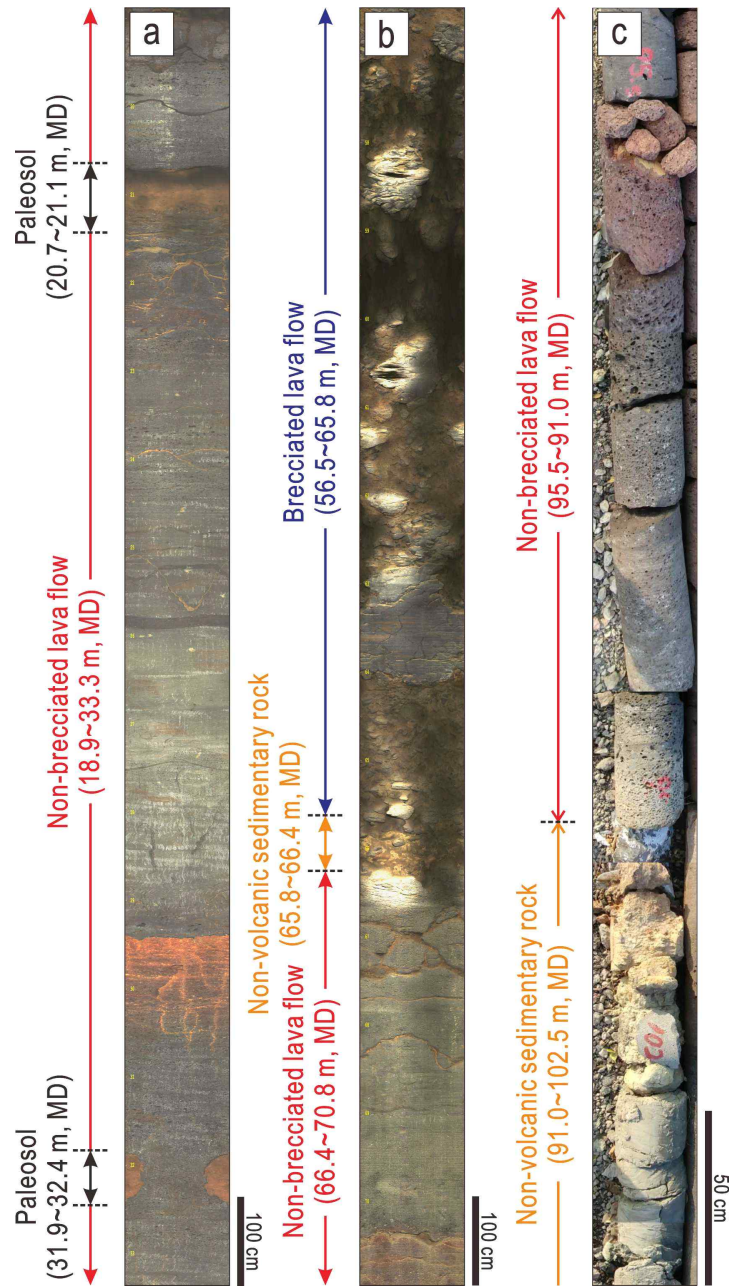 a
Paleosol
(20.7~21.1 m, MD)
Non-brecciated lava flow
(18.9~33.3 m, MD)
Paleosol
(31.9~32.4 m, MD)
100 cm
b
Brecciated lava flow
(56.5~65.8 m, MD)
Non-volcanic sedimentary rock
(65.8~66.4 m, MD)
Non-brecciated lava flow
(66.4~70.8 m, MD)
100 cm
c
Non-brecciated lava flow
(95.5~91.0 m, MD)
Non-volcanic sedimentary rock
(91.0~102.5 m, MD)
50 cm